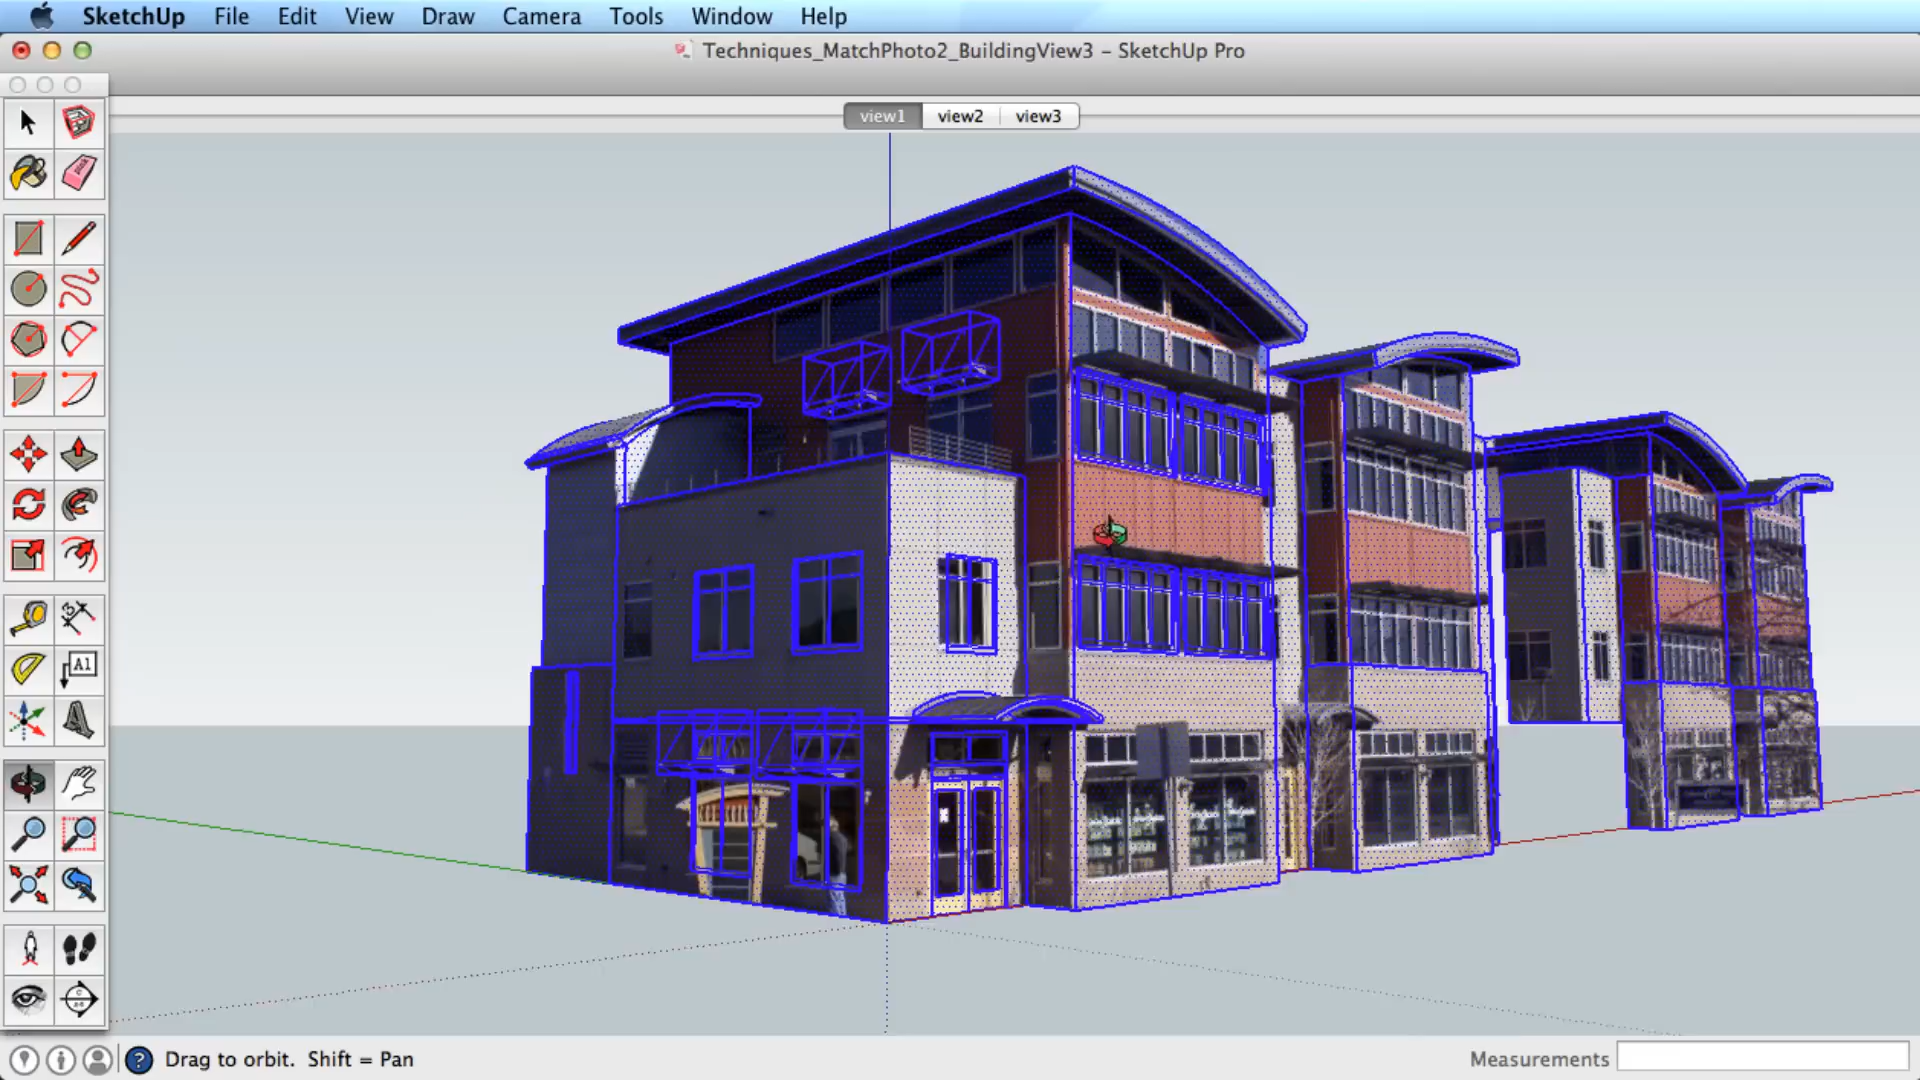 SketchUp File Edit View Draw Camera Tools Window Help
Techniques_MatchPhoto2_BuildingView3 – SketchUp Pro
view1 view2 view3
A1
Drag to orbit. Shift = Pan
Measurements